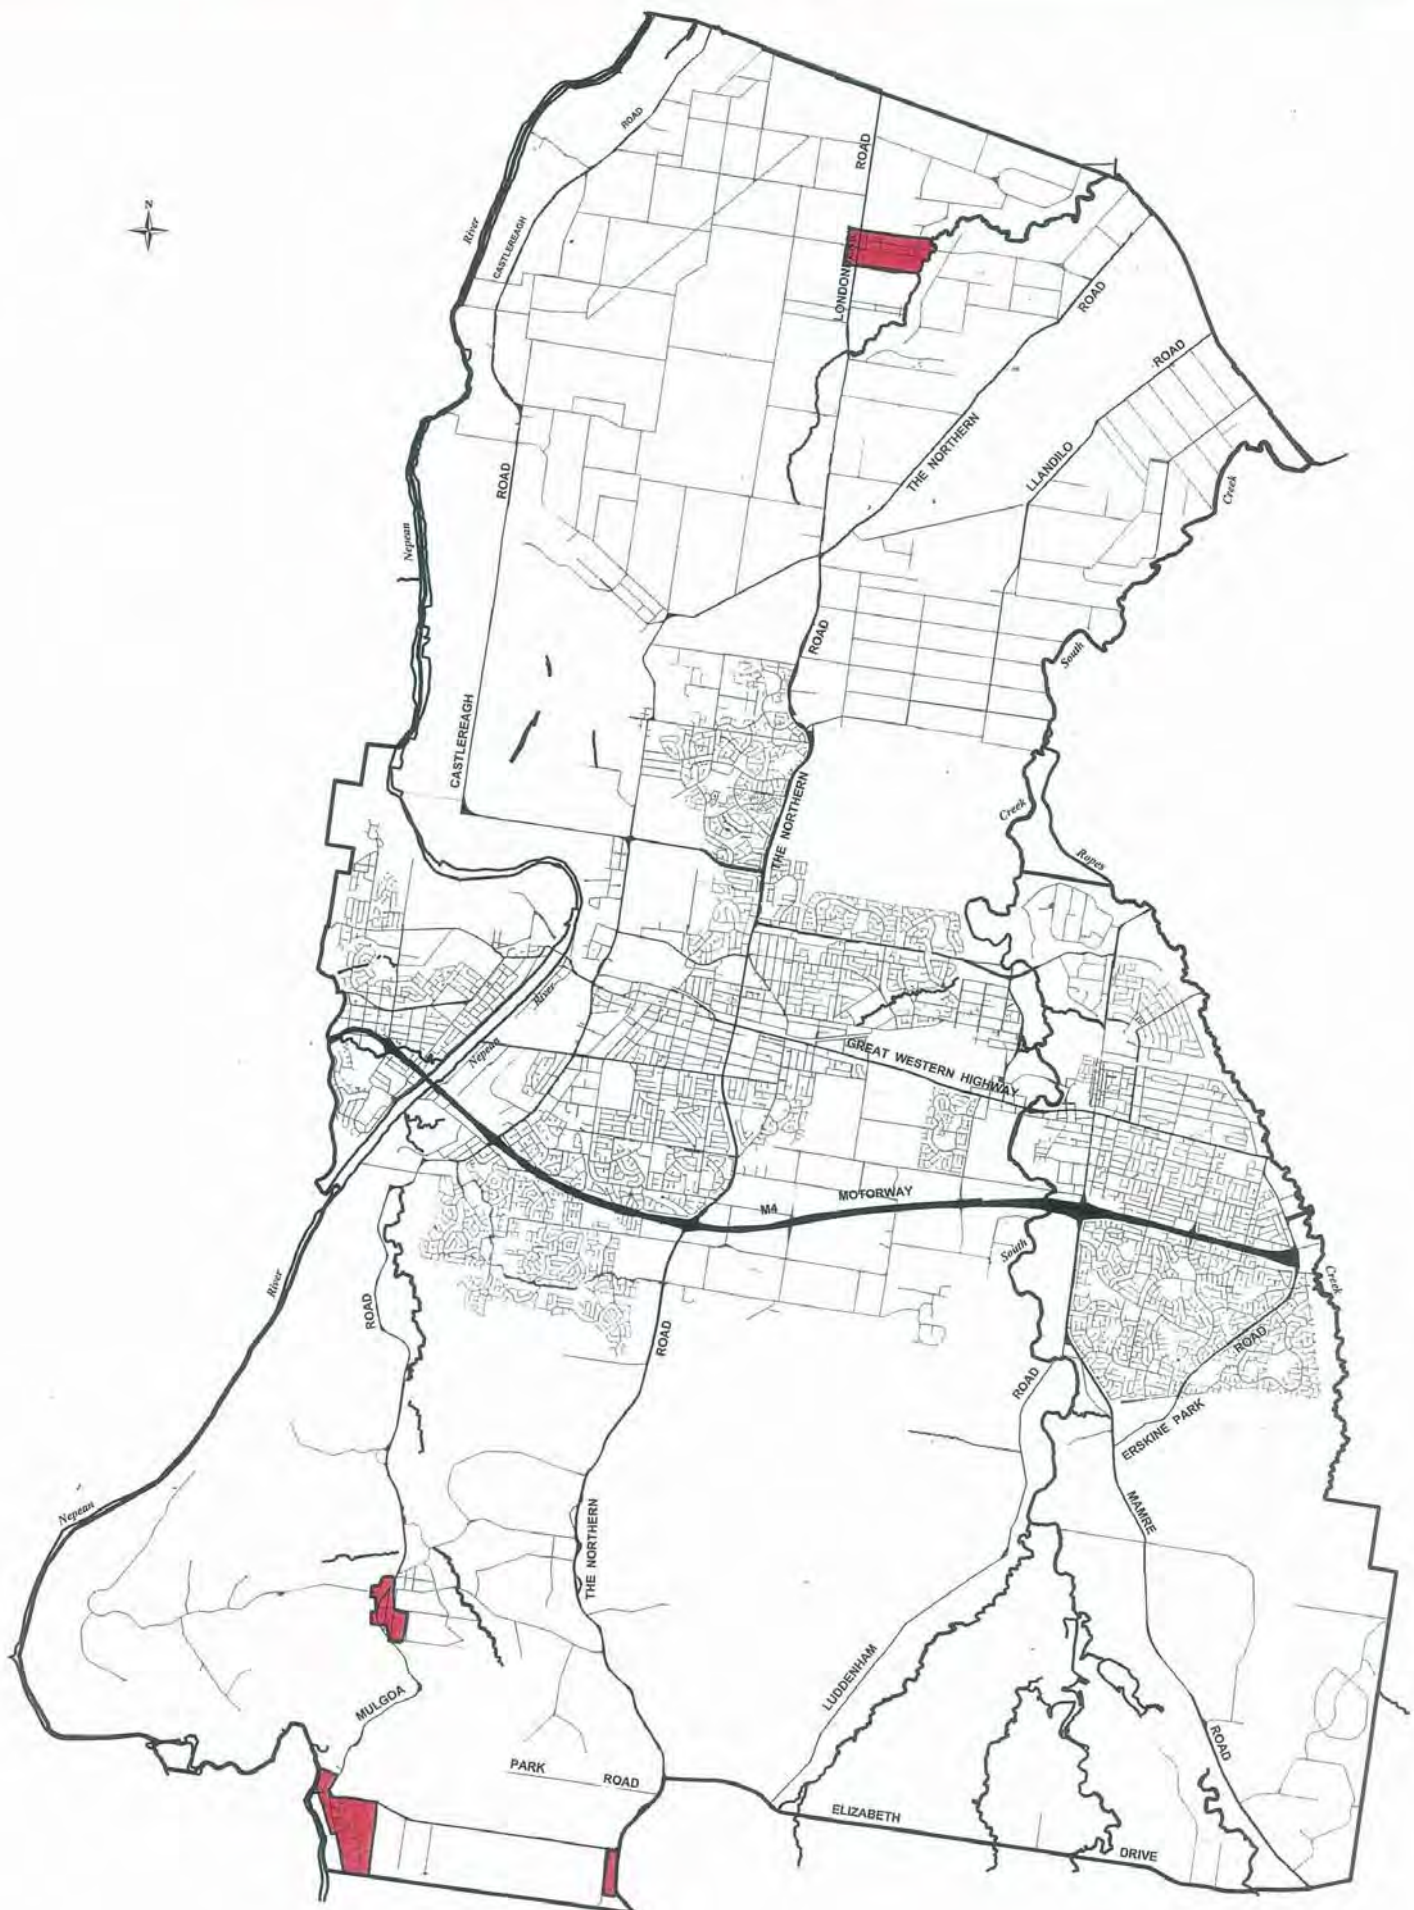 ROAD
ROAD
N
River
CASTLEREAGH
LONDON
ROAD
ROAD
THE NORTHERN
LLANDILO
ROAD
Creek
Nepean
ROAD
South
CASTLEREAGH
THE NORTHERN
Creek
Ropes
River
Nepean
GREAT WESTERN HIGHWAY
MOTORWAY
M4
South
River
Creek
ROAD
ROAD
ROAD
ROAD
ERSKINE PARK
Nepean
MAMRE
THE NORTHERN
LUDDENHAM
MULGOA
ROAD
PARK ROAD
ELIZABETH
DRIVE